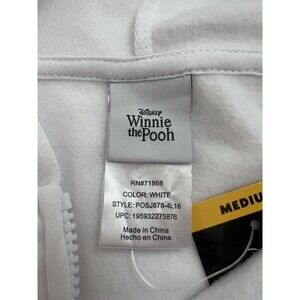 Disney
Winnie
the Pooh
RN#71868
COLOR: WHITE
STYLE: POSJ878-4L16
UPC: 195932275876
Made in China
Hecho en China
MEDIU